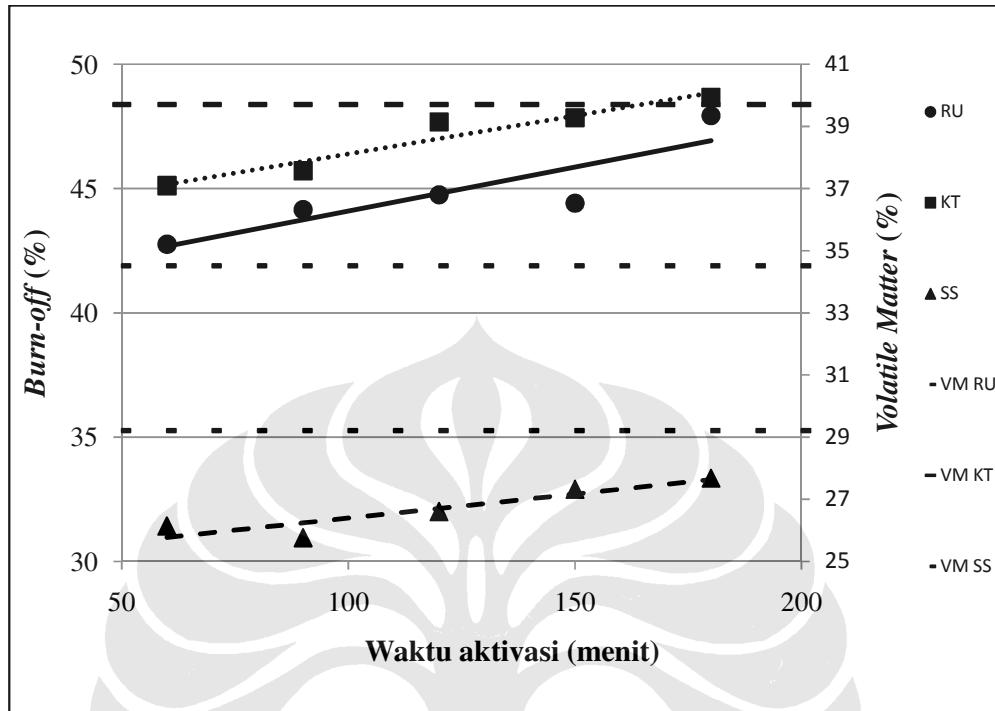 50
45
40
35
30
Burn-off (%)
50
100
150
200
Waktu aktivasi (menit)
41
39
37
35
33
31
29
27
25
Volatile Matter (%)
RU
KT
SS
VM RU
VM KT
VM SS